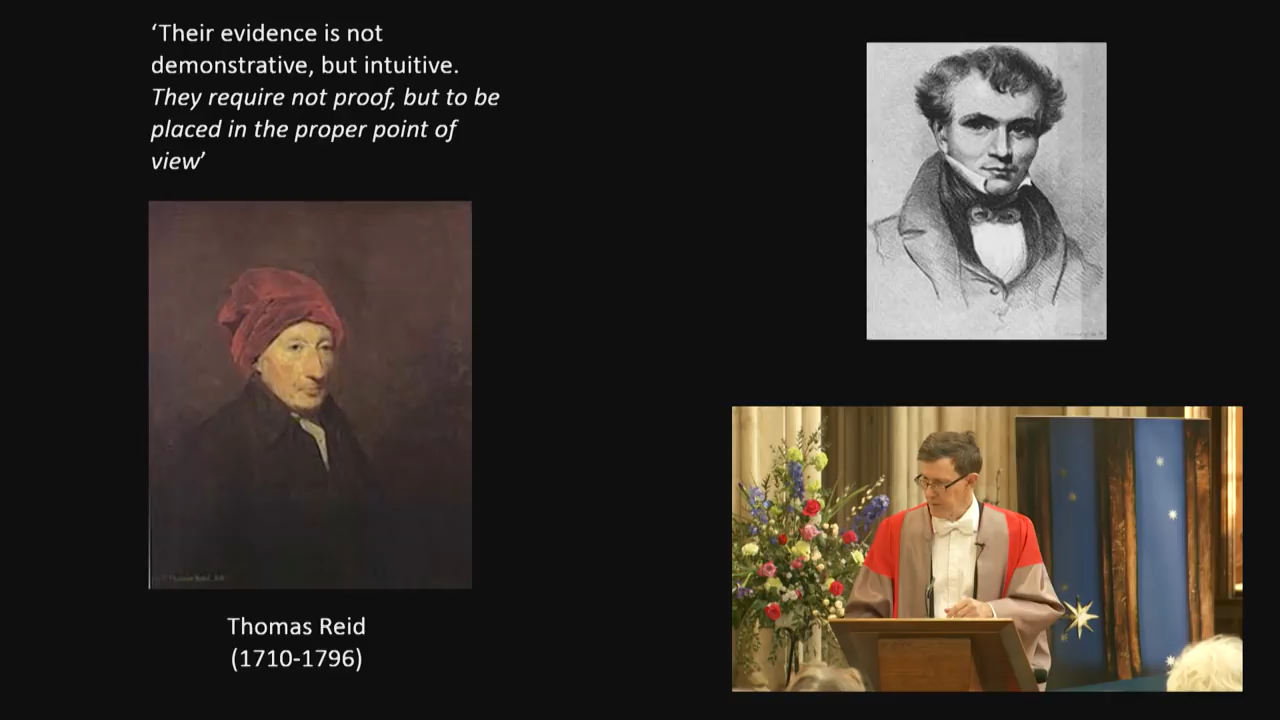 ‘Their evidence is not
demonstrative, but intuitive.
They require not proof, but to be
placed in the proper point of
view’
Thomas Reid
(1710-1796)